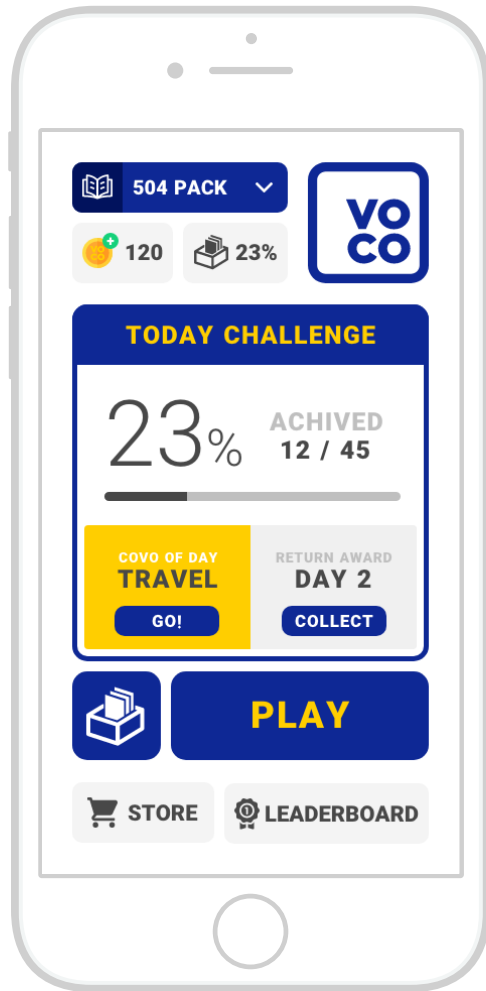 504 PACK
VO
CO
120
23%
TODAY CHALLENGE
23%
ACHIVED
12 / 45
COVO OF DAY
TRAVEL
GO!
RETURN AWARD
DAY 2
COLLECT
PLAY
STORE
1
LEADERBOARD